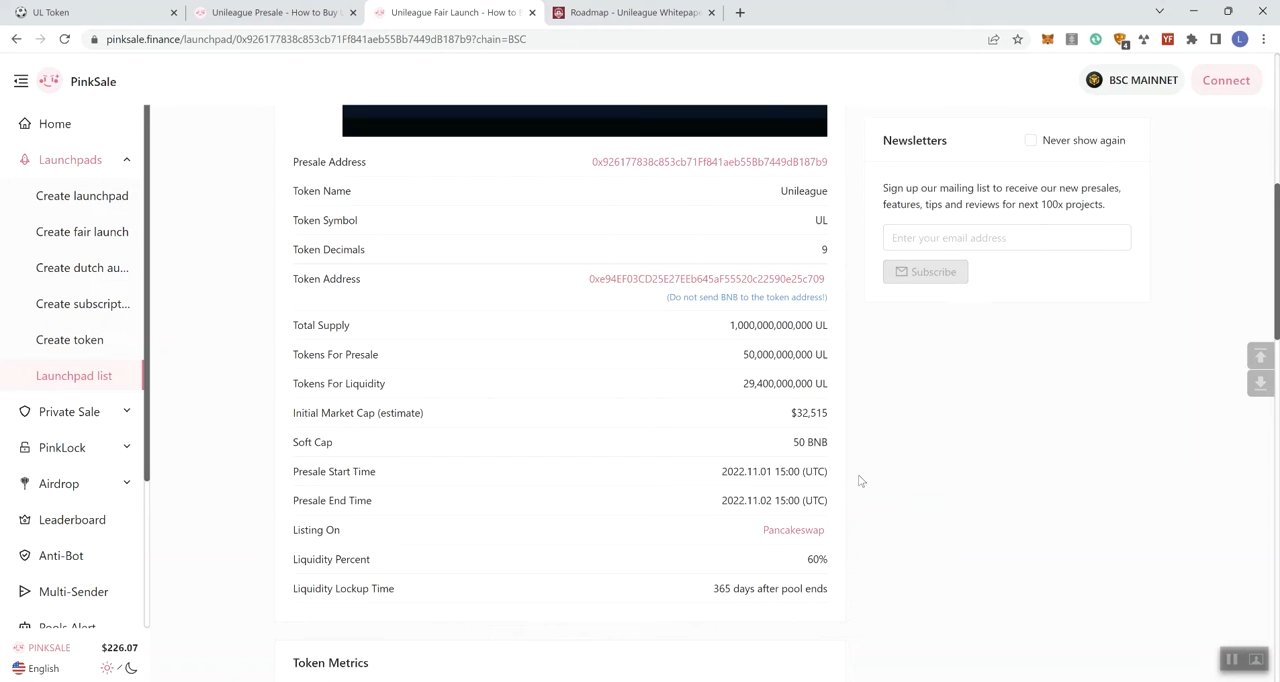 UL Token
Unileague Presale - How to Buy U
Unileague Fair Launch - How to B
Roadmap - Unileague Whitepape
pinksale.finance/launchpad/0x926177838c853cb71Ff841aeb55Bb7449dB187b9?chain=BSC
4
YF
L
PinkSale
BSC MAINNET
Connect
Home
Launchpads
Create launchpad
Create fair launch
Create dutch au...
Create subscript...
Create token
Launchpad list
Private Sale
PinkLock
Airdrop
Leaderboard
Anti-Bot
Multi-Sender
Pools Alert
PINKSALE $226.07
English
Presale Address 0x926177838c853cb71Ff841aeb55Bb7449dB187b9
Token Name Unileague
Token Symbol UL
Token Decimals 9
Token Address 0xe94EF03CD25E27EEb645aF55520c22590e25c709
(Do not send BNB to the token address!)
Total Supply 1,000,000,000,000 UL
Tokens For Presale 50,000,000,000 UL
Tokens For Liquidity 29,400,000,000 UL
Initial Market Cap (estimate) $32,515
Soft Cap 50 BNB
Presale Start Time 2022.11.01 15:00 (UTC)
Presale End Time 2022.11.02 15:00 (UTC)
Listing On Pancakeswap
Liquidity Percent 60%
Liquidity Lockup Time 365 days after pool ends
Token Metrics
Newsletters Never show again
Sign up our mailing list to receive our new presales,
features, tips and reviews for next 100x projects.
Enter your email address
Subscribe